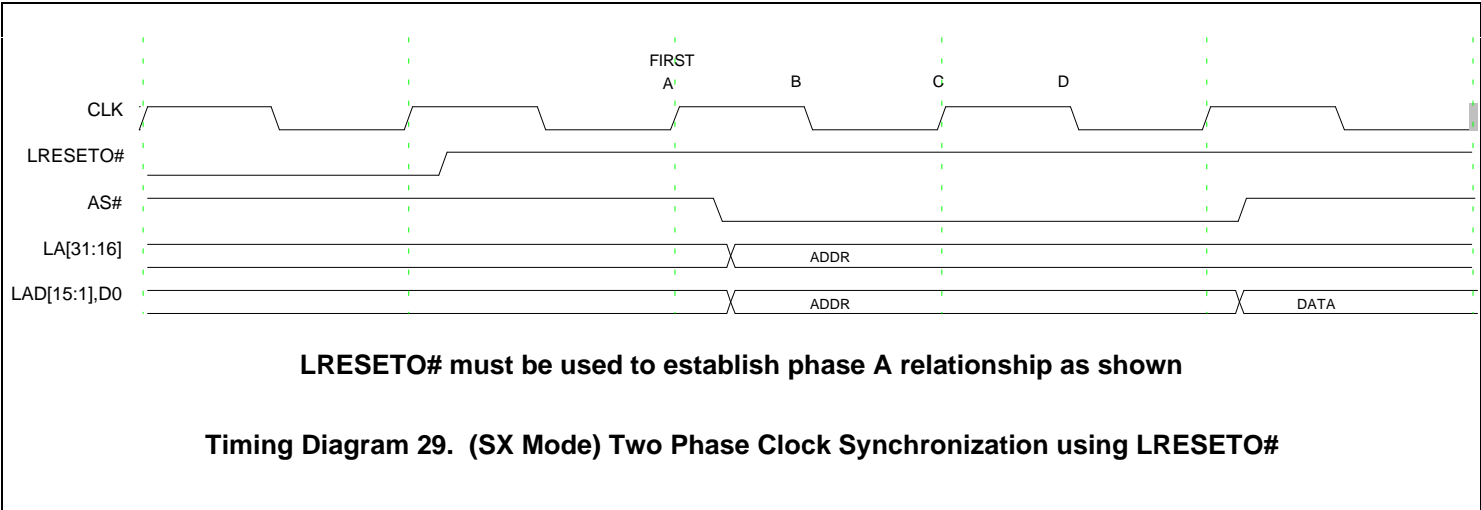 FIRST
A B C D
CLK
LRESETO#
AS#
LA[31:16] ADDR
LAD[15:1],D0 ADDR DATA
LRESETO# must be used to establish phase A relationship as shown
Timing Diagram 29. (SX Mode) Two Phase Clock Synchronization using LRESETO#